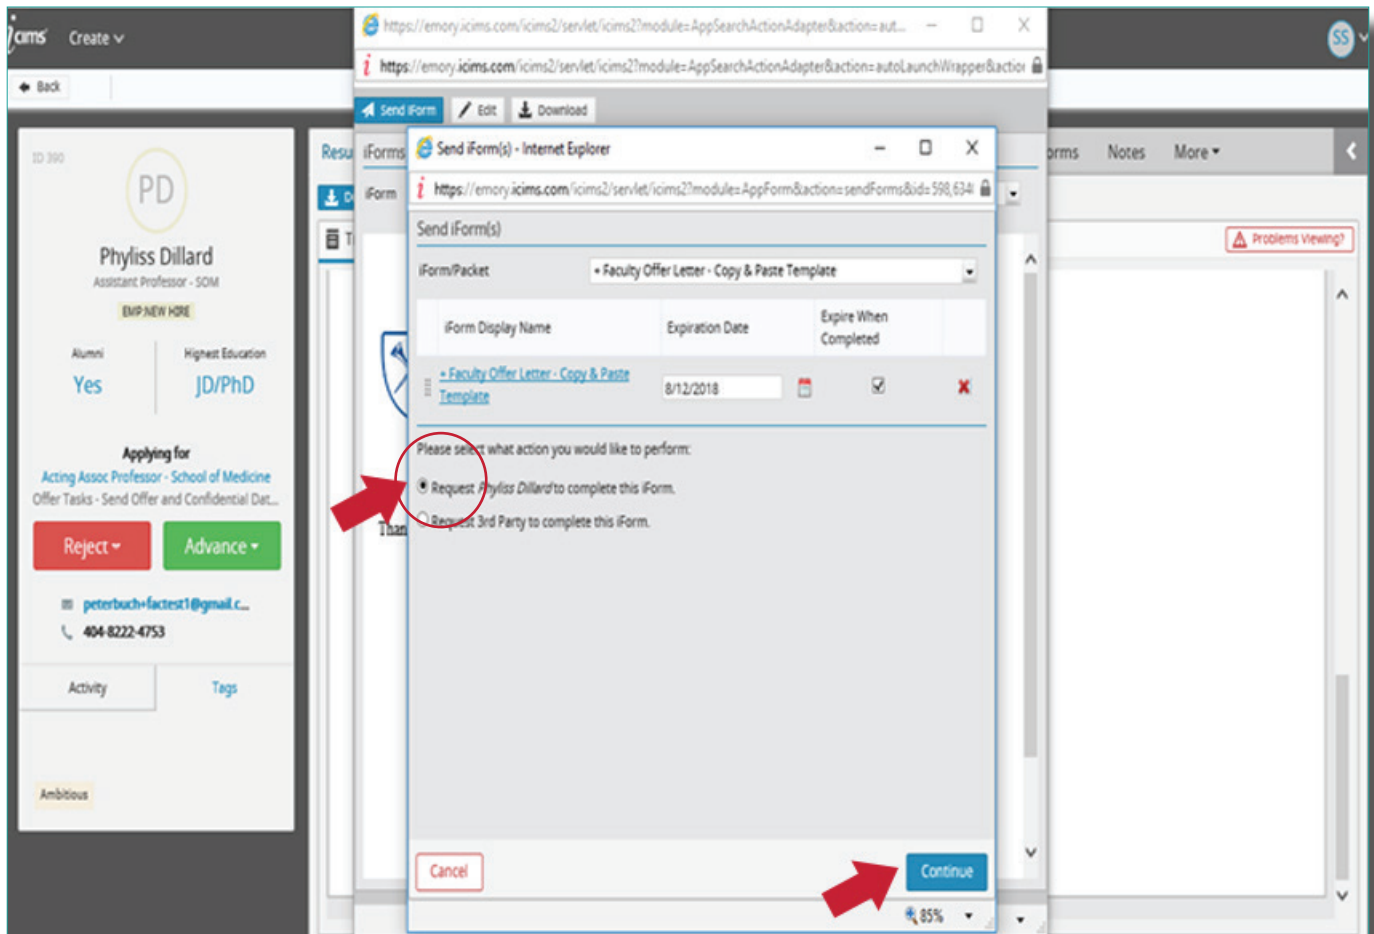 icims Create
https://emory.icims.com/icims2/servlet/icims2?module=AppSearchActionAdapter&action=aut...
SS
i https://emory.icims.com/icims2/servlet/icims2?module=AppSearchActionAdapter&action=autoLaunchWrapper&action
Back
Send iForm Edit Download
ID 390
PD
Phyliss Dillard
Assistant Professor - SOM
EMP:NEW HIRE
Alumni Highest Education
Yes JD/PhD
Applying for
Acting Assoc Professor - School of Medicine
Offer Tasks - Send Offer and Confidential Dat...
Reject Advance
peterbuch+factest1@gmail.c...
404-8222-4753
Activity Tags
Ambitious
Resu iForms
Send iForm(s) - Internet Explorer
orms Notes More
D iForm
i https://emory.icims.com/icims2/servlet/icims2?module=AppForm&action=sendForms&id=598,634
T
Problems Viewing?
Send iForm(s)
iForm/Packet + Faculty Offer Letter - Copy & Paste Template
iForm Display Name Expiration Date Expire When
Completed
+ Faculty Offer Letter - Copy & Paste
Template
8/12/2018
Please select what action you would like to perform:
Request Phyliss Dillard to complete this iForm.
Request 3rd Party to complete this iForm.
Than
Cancel Continue
85%